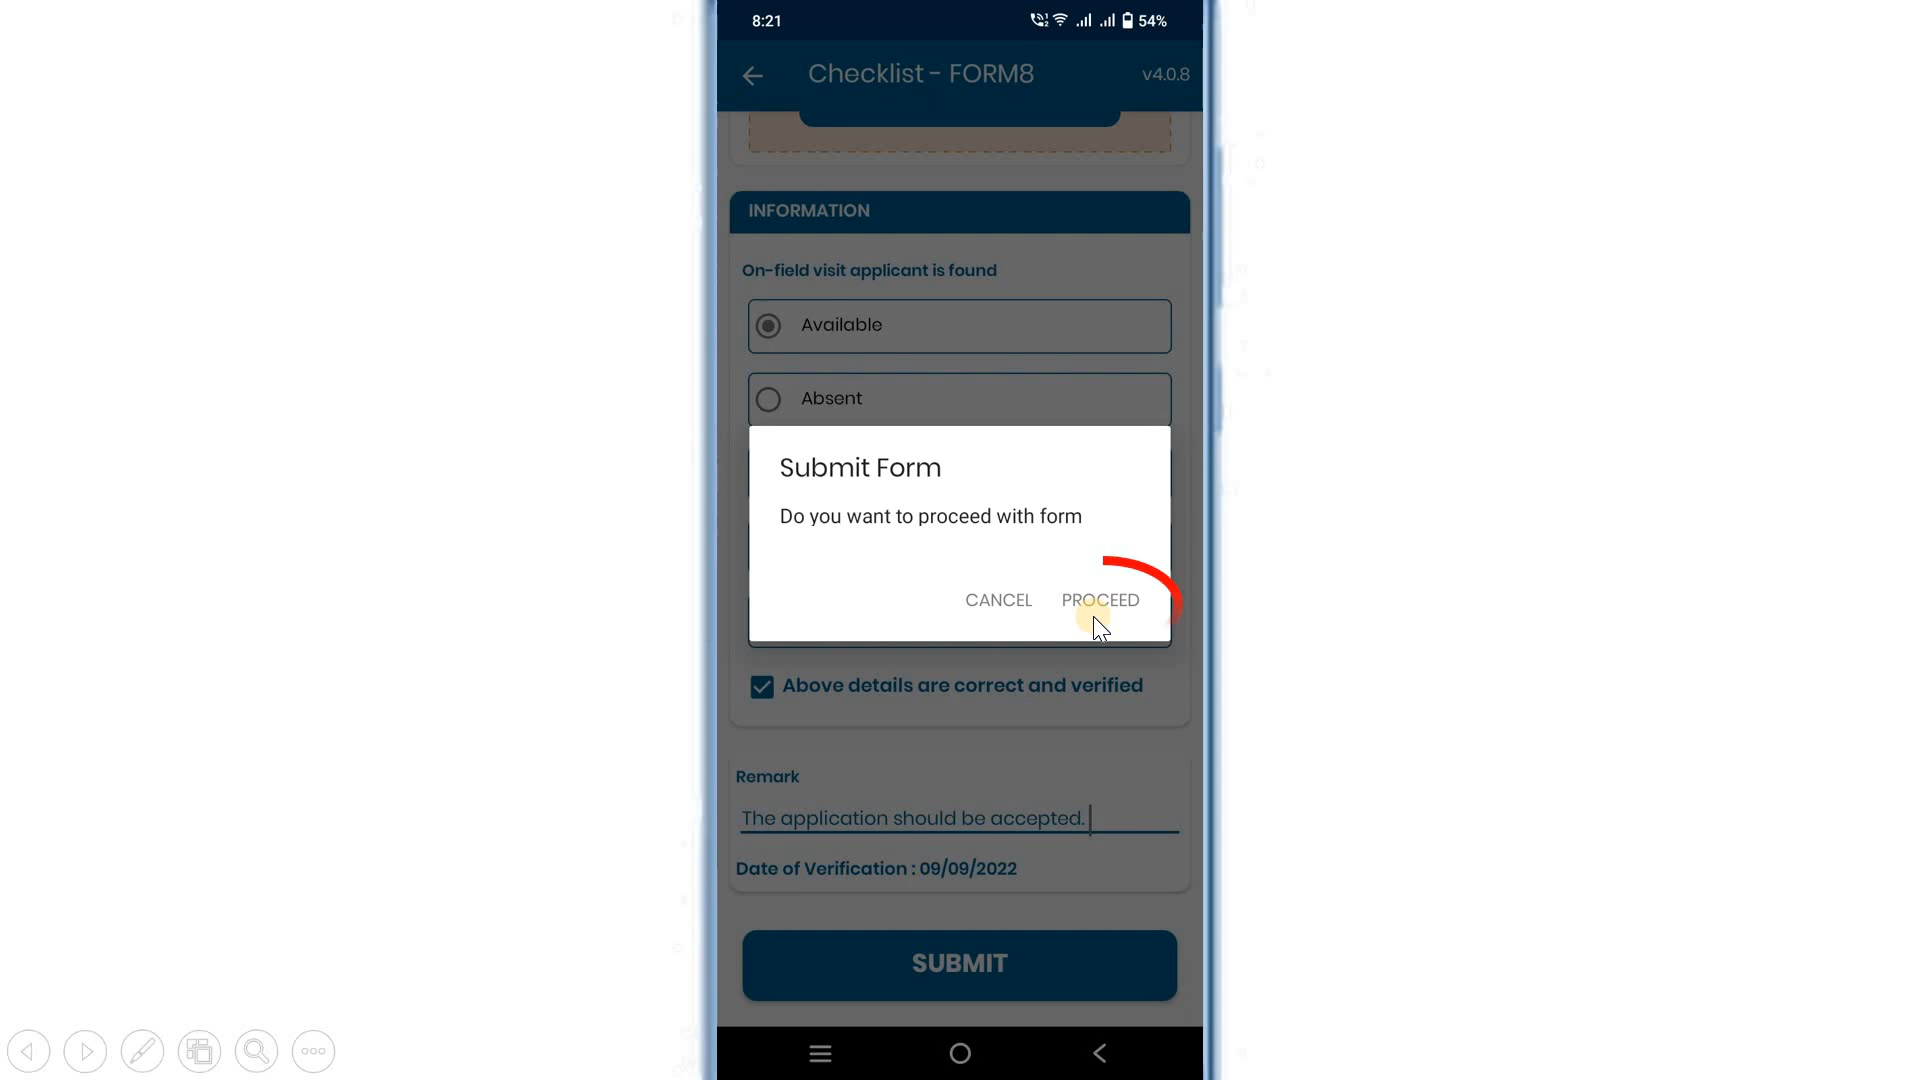 8:21
54%
Checklist - FORM8
v4.0.8
INFORMATION
On-field visit applicant is found
Available
Absent
Submit Form
Do you want to proceed with form
CANCEL PROCEED
Above details are correct and verified
Remark
The application should be accepted.
Date of Verification : 09/09/2022
SUBMIT